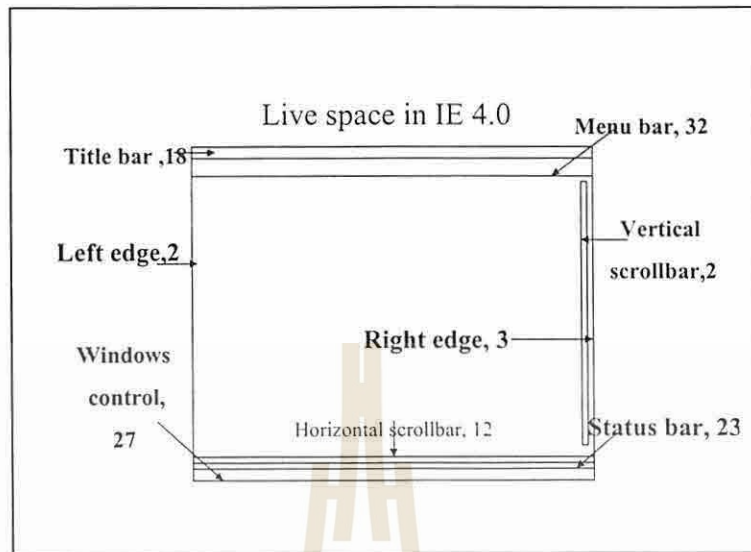 Live space in IE 4.0
Menu bar, 32
Title bar ,18
Left edge,2
Vertical
scrollbar,2
Right edge, 3
Windows
control,
27
Horizontal scrollbar, 12
Status bar, 23